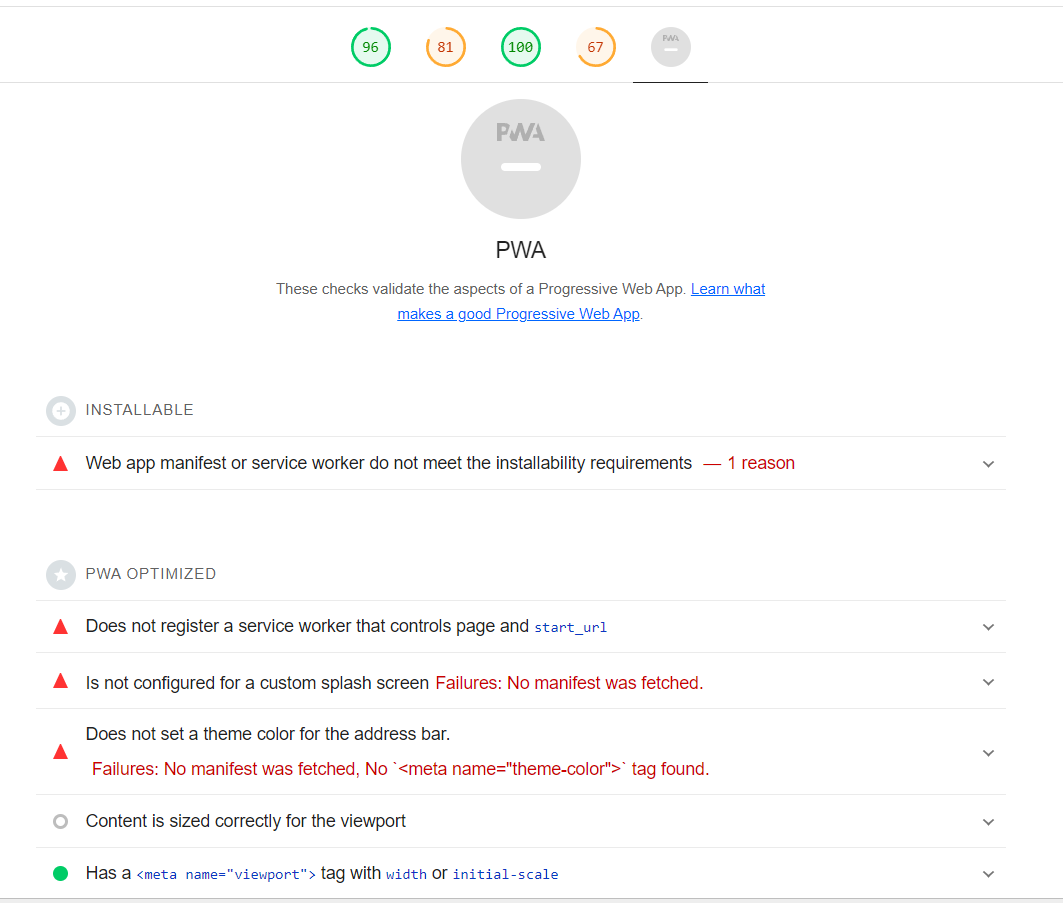 96 81 100 67 PWA
PWA
PWA
These checks validate the aspects of a Progressive Web App. Learn what
makes a good Progressive Web App.
INSTALLABLE
Web app manifest or service worker do not meet the installability requirements — 1 reason
PWA OPTIMIZED
Does not register a service worker that controls page and start_url
Is not configured for a custom splash screen Failures: No manifest was fetched.
Does not set a theme color for the address bar.
Failures: No manifest was fetched, No `<meta name="theme-color">` tag found.
Content is sized correctly for the viewport
Has a <meta name="viewport"> tag with width or initial-scale